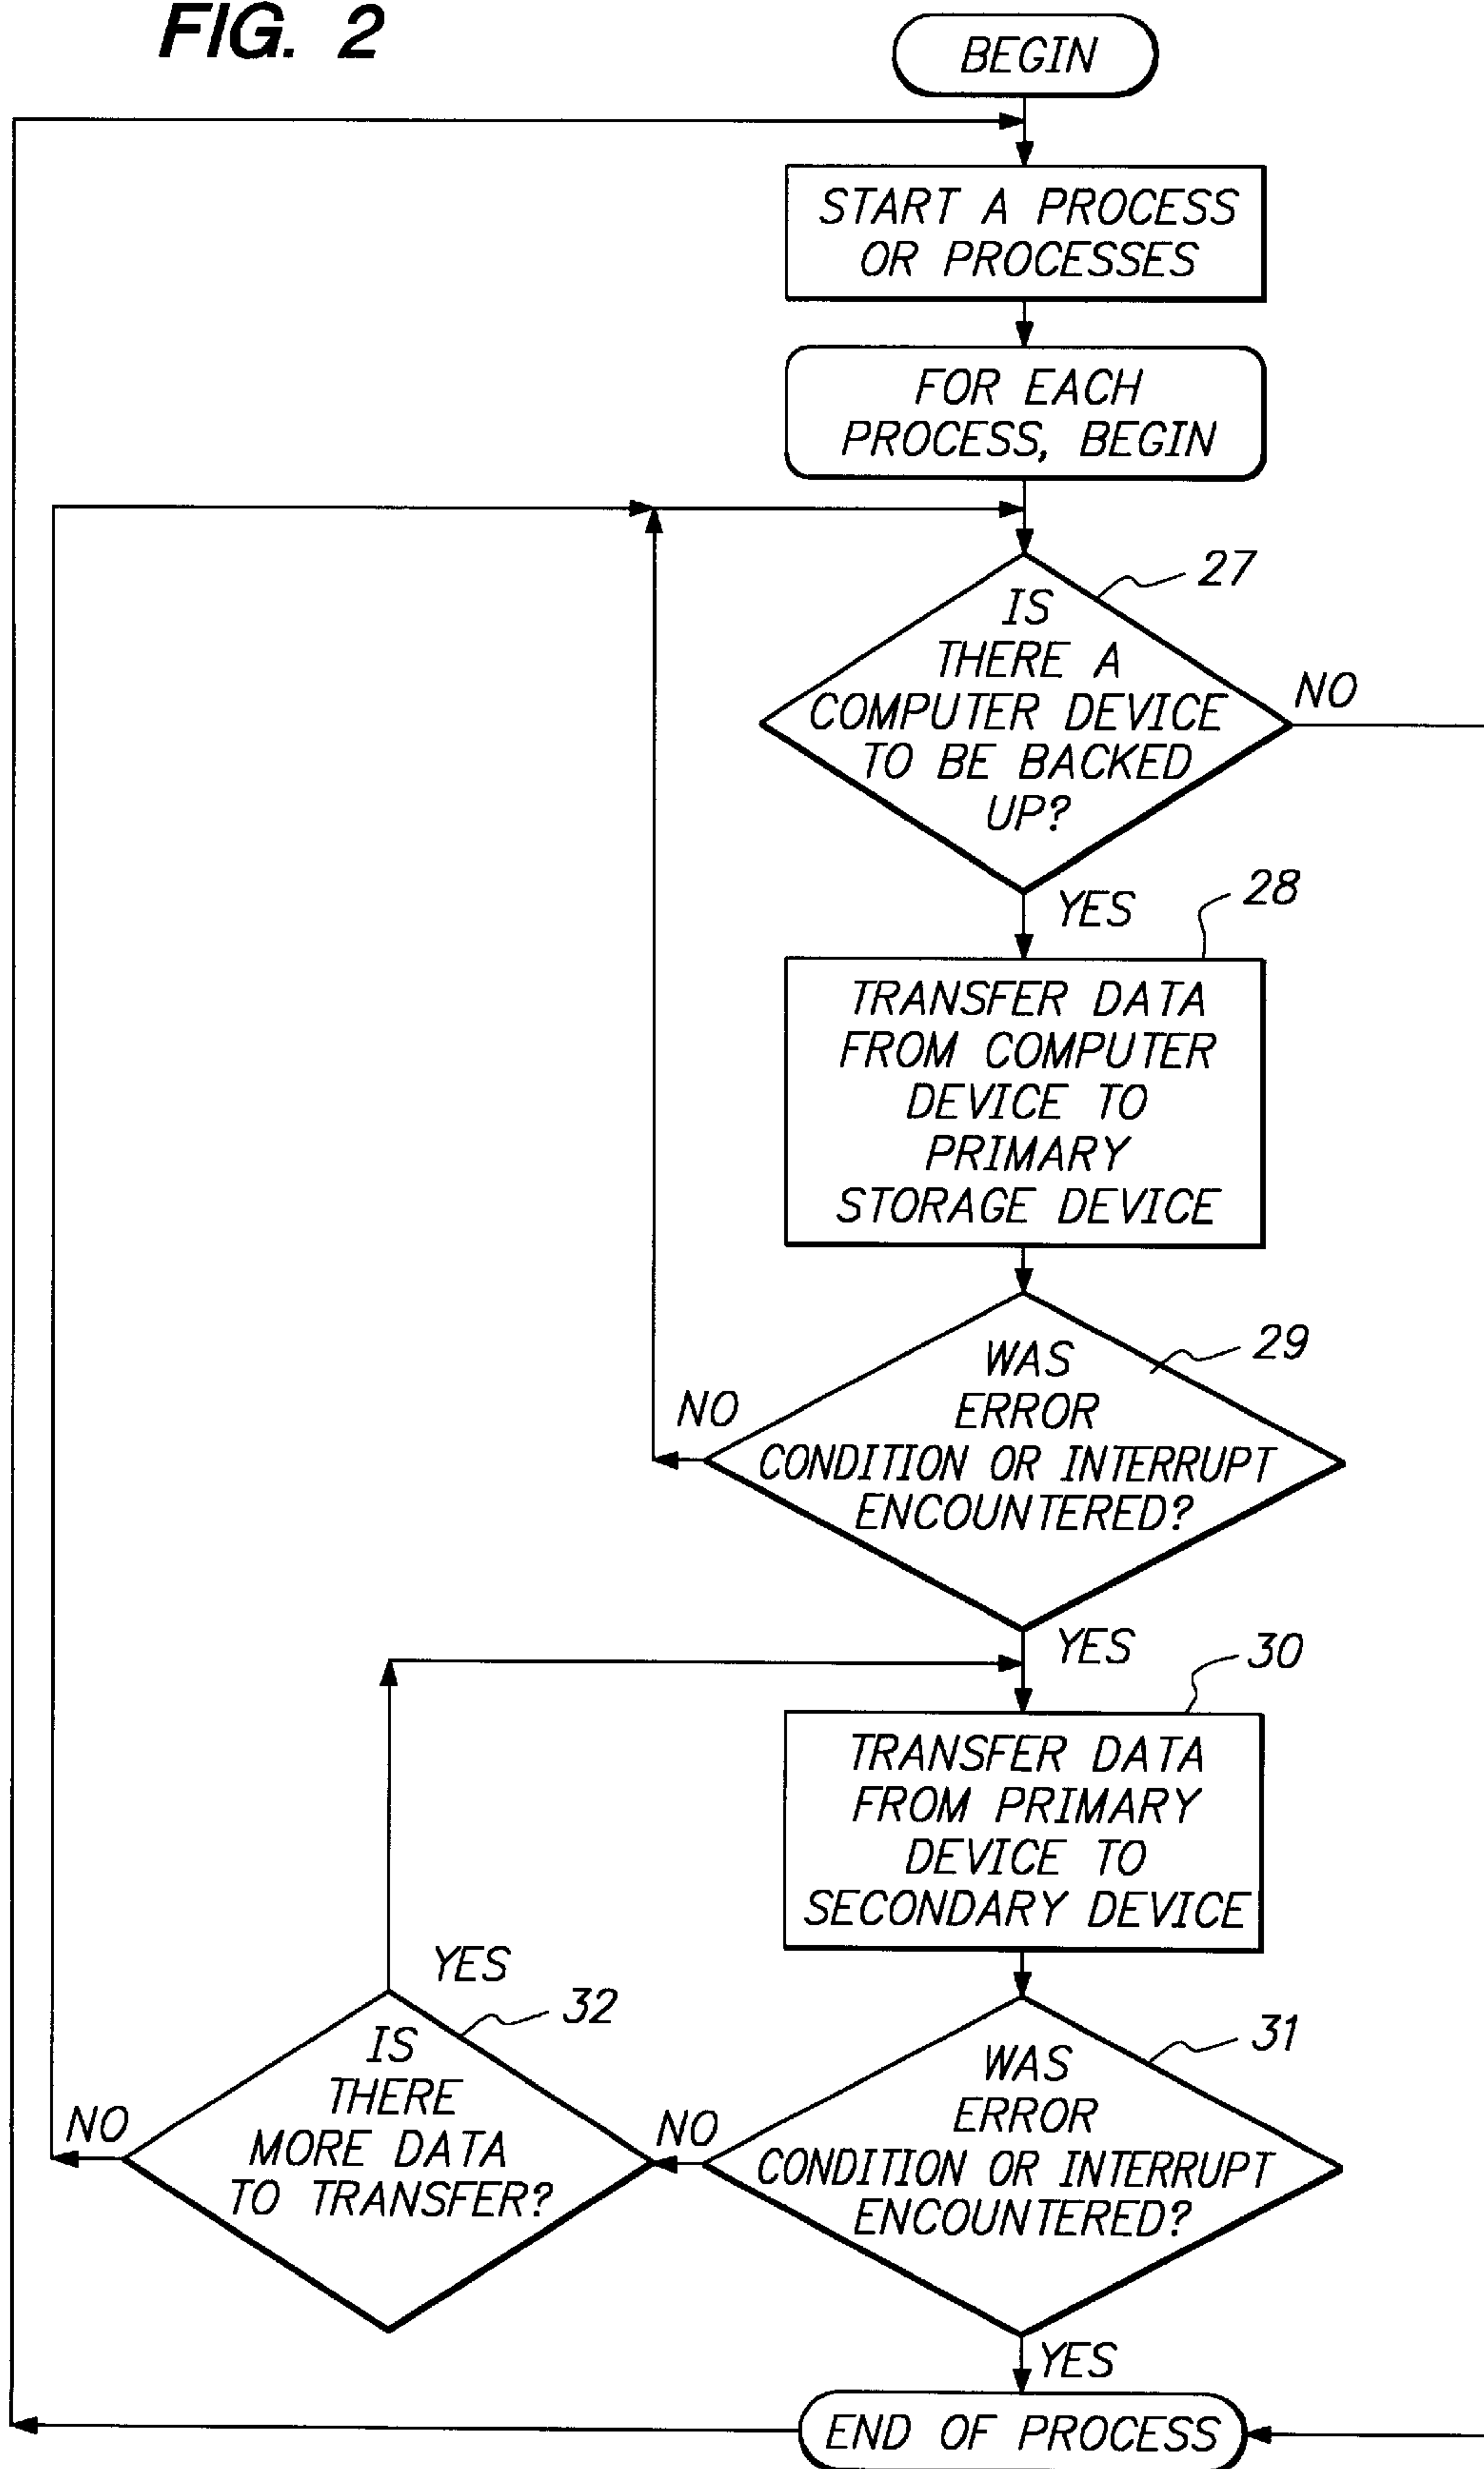 FIG. 2
BEGIN
START A PROCESS
OR PROCESSES
FOR EACH
PROCESS, BEGIN
27
IS
THERE A
COMPUTER DEVICE
TO BE BACKED
UP?
NO
YES
28
TRANSFER DATA
FROM COMPUTER
DEVICE TO
PRIMARY
STORAGE DEVICE
29
WAS
ERROR
CONDITION OR INTERRUPT
ENCOUNTERED?
NO
YES
30
TRANSFER DATA
FROM PRIMARY
DEVICE TO
SECONDARY DEVICE
31
WAS
ERROR
CONDITION OR INTERRUPT
ENCOUNTERED?
NO
YES
32
IS
THERE
MORE DATA
TO TRANSFER?
NO
YES
END OF PROCESS